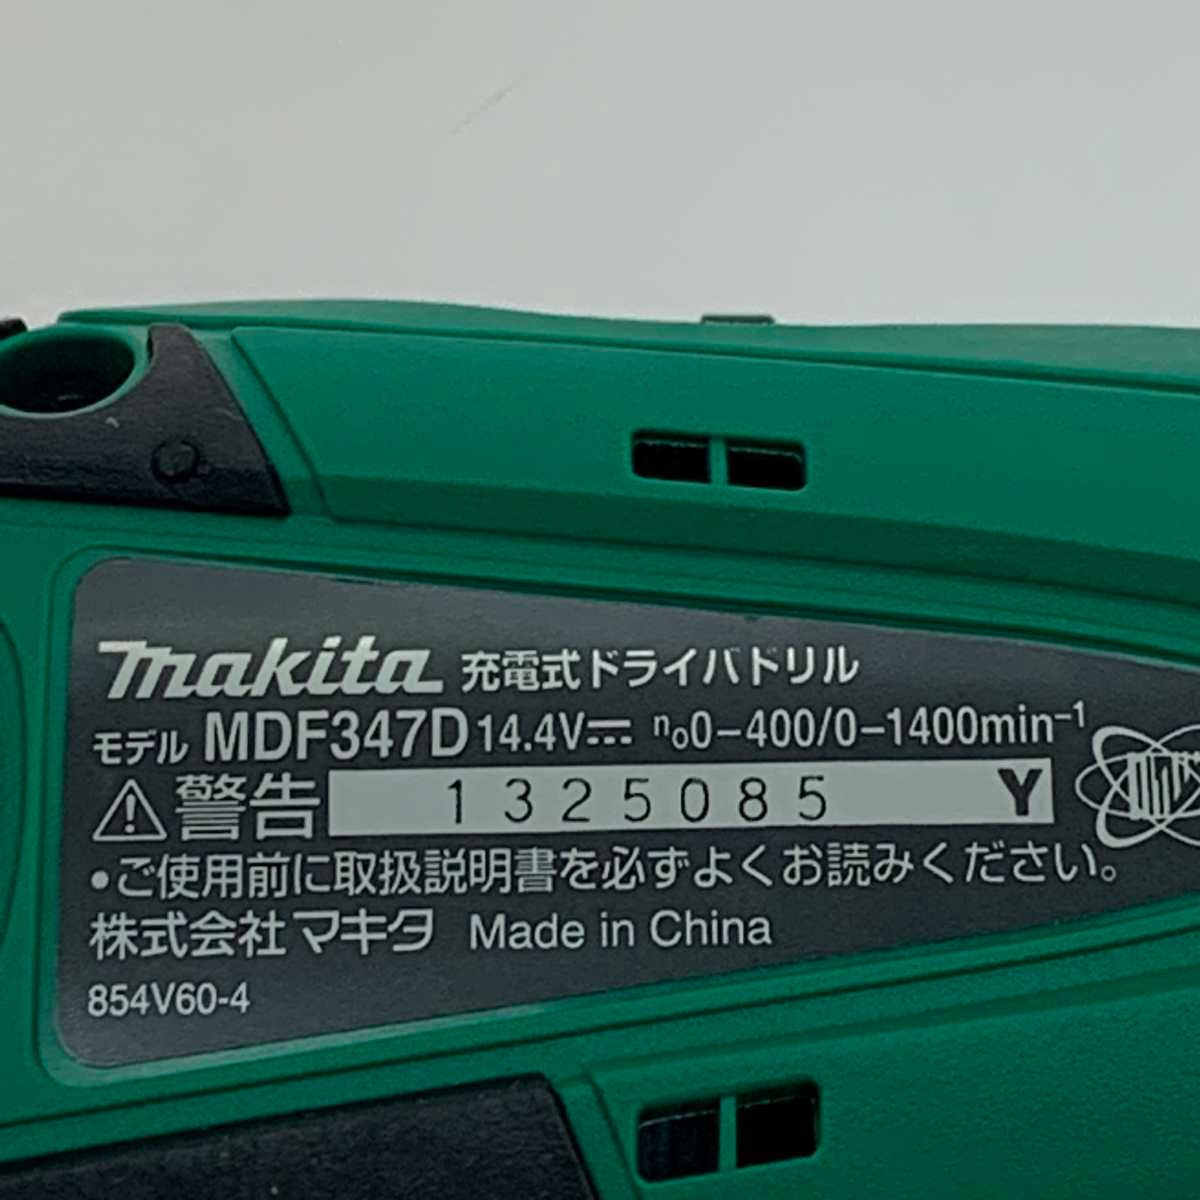 makita 充電式ドライバドリル
モデル MDF347D 14.4V⎓ n₀0-400/0-1400min⁻¹
⚠警告 1325085 Y
●ご使用前に取扱説明書を必ずよくお読みください。
株式会社マキタ Made in China
854V60-4